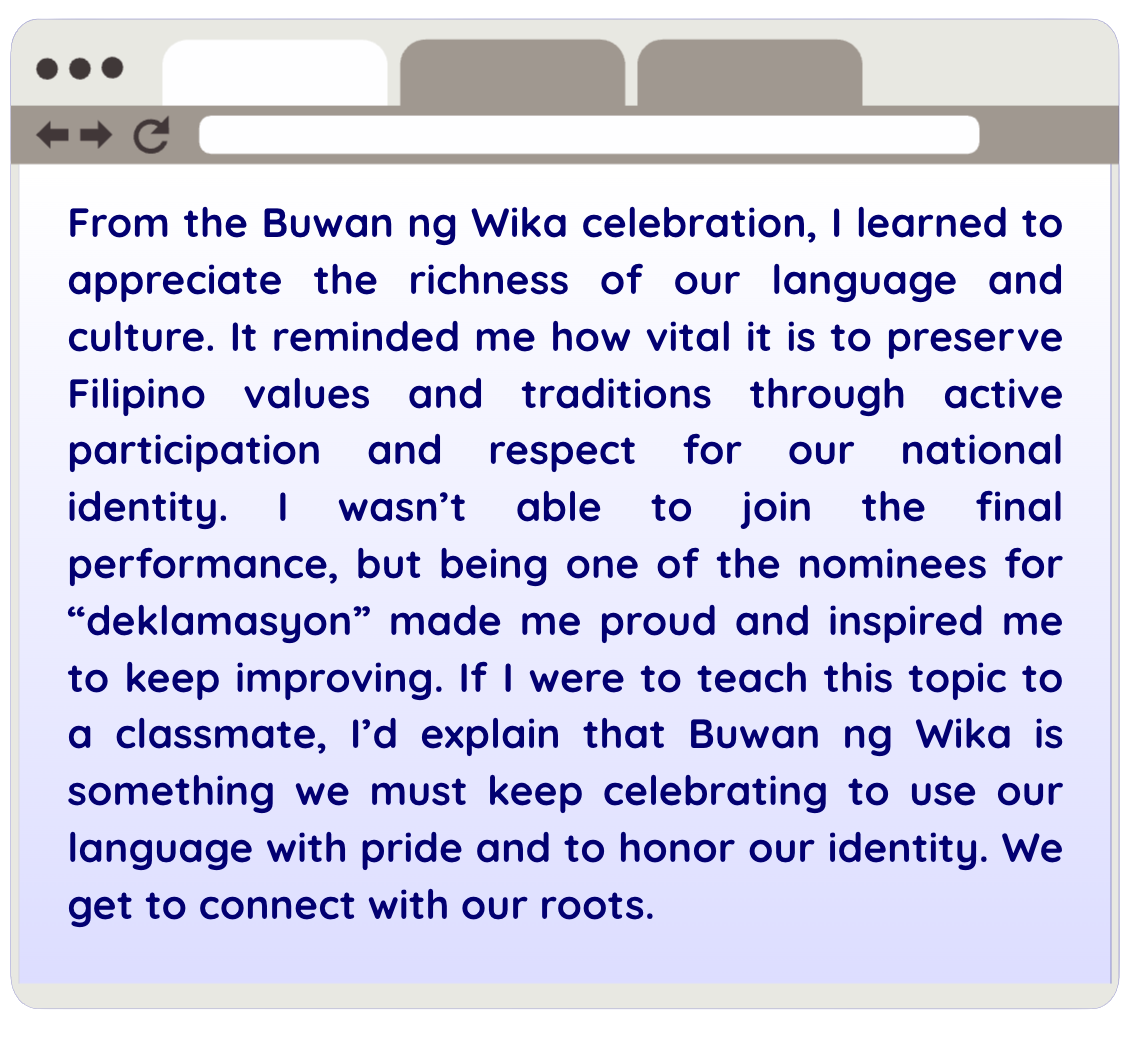 From the Buwan ng Wika celebration, I learned to
appreciate the richness of our language and
culture. It reminded me how vital it is to preserve
Filipino values and traditions through active
participation and respect for our national
identity. I wasn’t able to join the final
performance, but being one of the nominees for
“deklamasyon” made me proud and inspired me
to keep improving. If I were to teach this topic to
a classmate, I’d explain that Buwan ng Wika is
something we must keep celebrating to use our
language with pride and to honor our identity. We
get to connect with our roots.